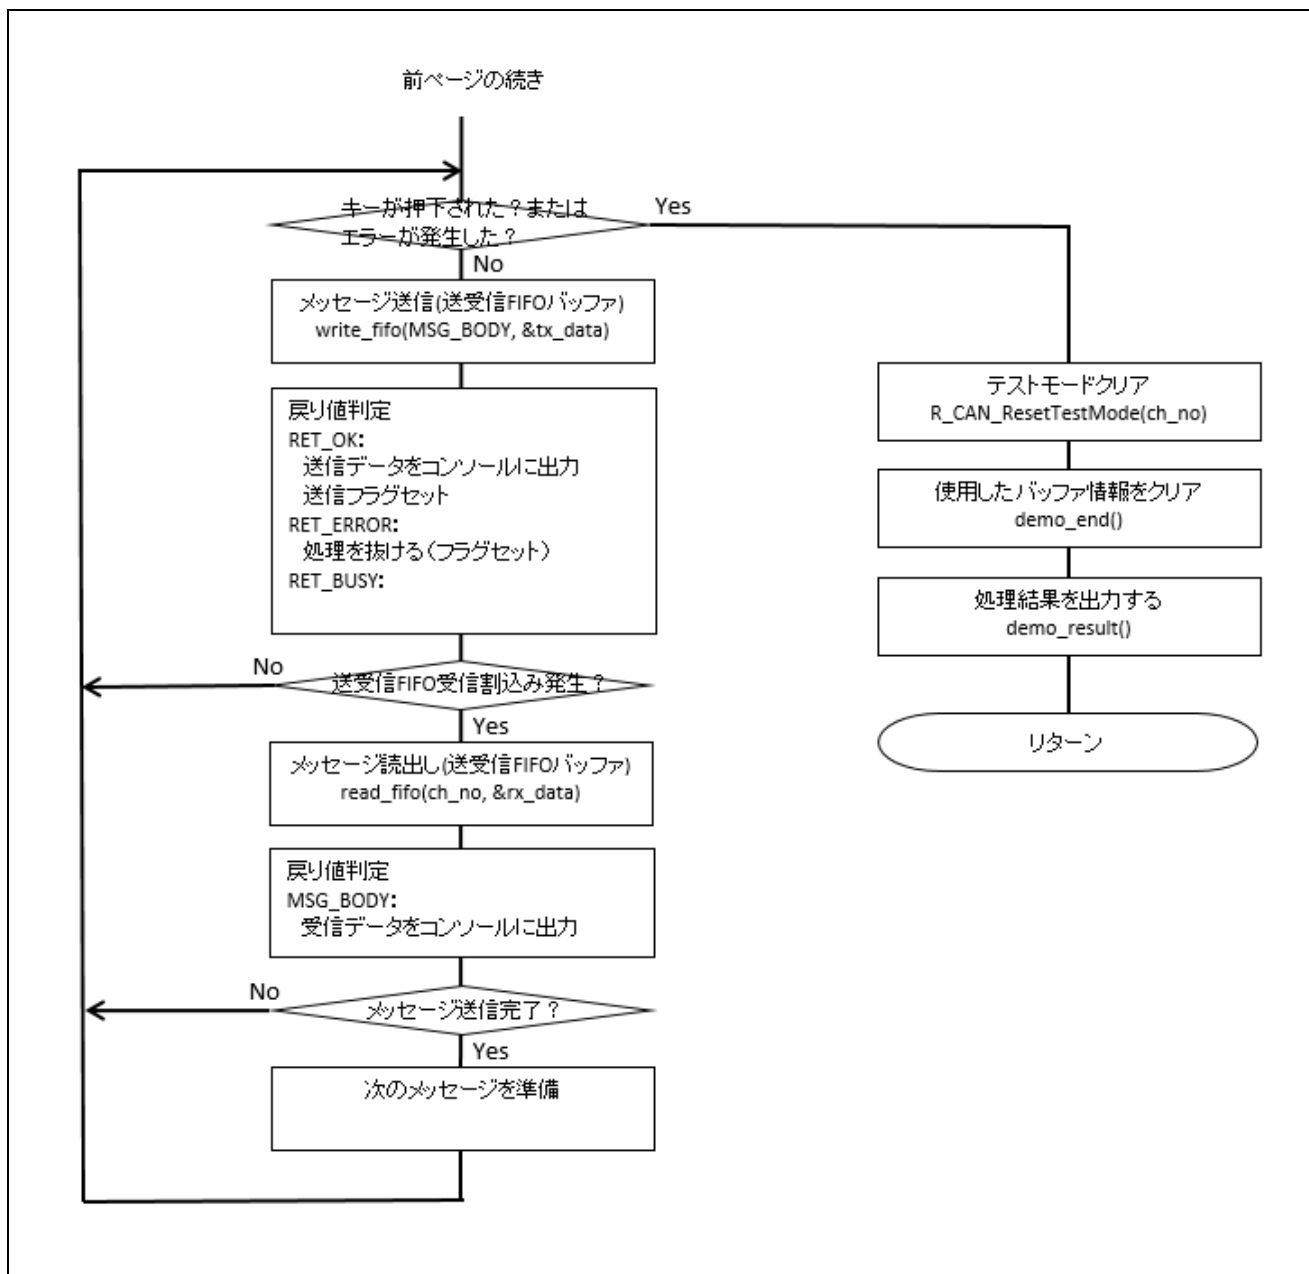 前ページの続き
キーが押下された？または
エラーが発生した？
Yes
No
メッセージ送信(送受信FIFOバッファ)
write_fifo(MSG_BODY, &tx_data)
戻り値判定
RET_OK:
送信データをコンソールに出力
送信フラグセット
RET_ERROR:
処理を抜ける（フラグセット）
RET_BUSY:
No
送受信FIFO受信割込み発生？
Yes
メッセージ読出し(送受信FIFOバッファ)
read_fifo(ch_no, &rx_data)
戻り値判定
MSG_BODY:
受信データをコンソールに出力
No
メッセージ送信完了？
Yes
次のメッセージを準備
テストモードクリア
R_CAN_ResetTestMode(ch_no)
使用したバッファ情報をクリア
demo_end()
処理結果を出力する
demo_result()
リターン